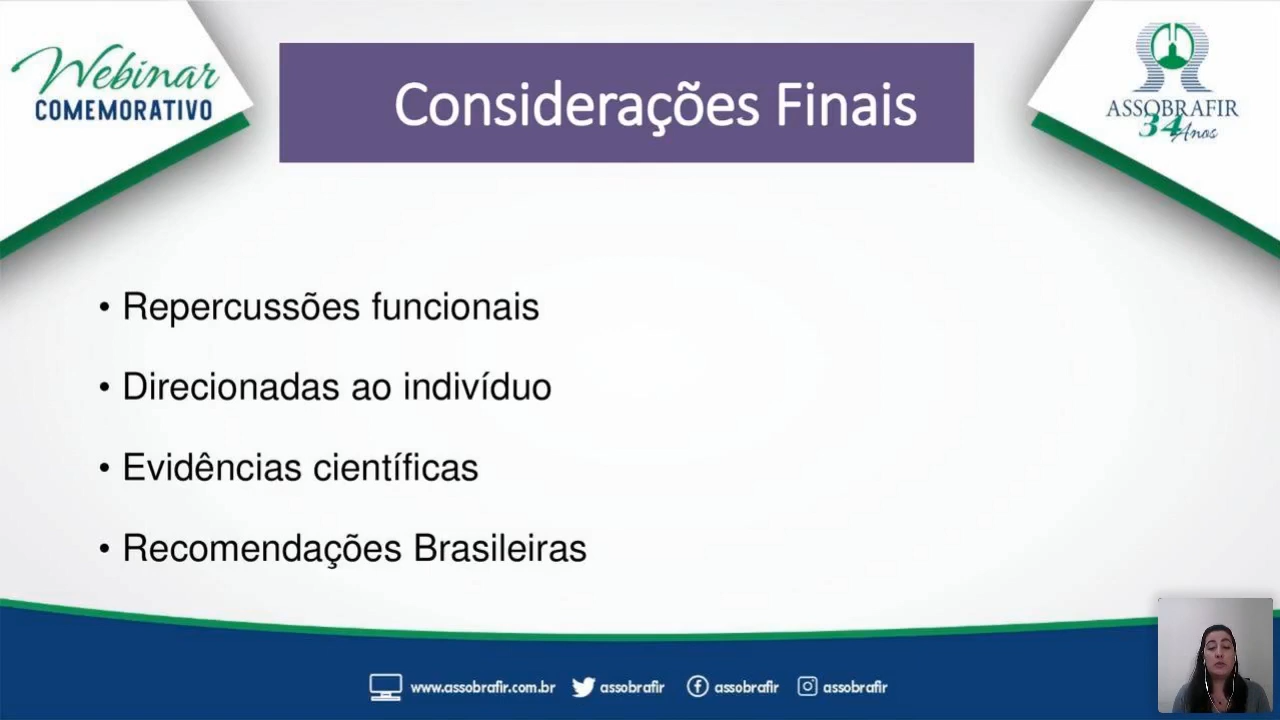 Webinar
COMEMORATIVO
Considerações Finais
ASSOBRAFIR
34 Anos
• Repercussões funcionais
• Direcionadas ao indivíduo
• Evidências científicas
• Recomendações Brasileiras
www.assobrafir.com.br assobrafir assobrafir assobrafir